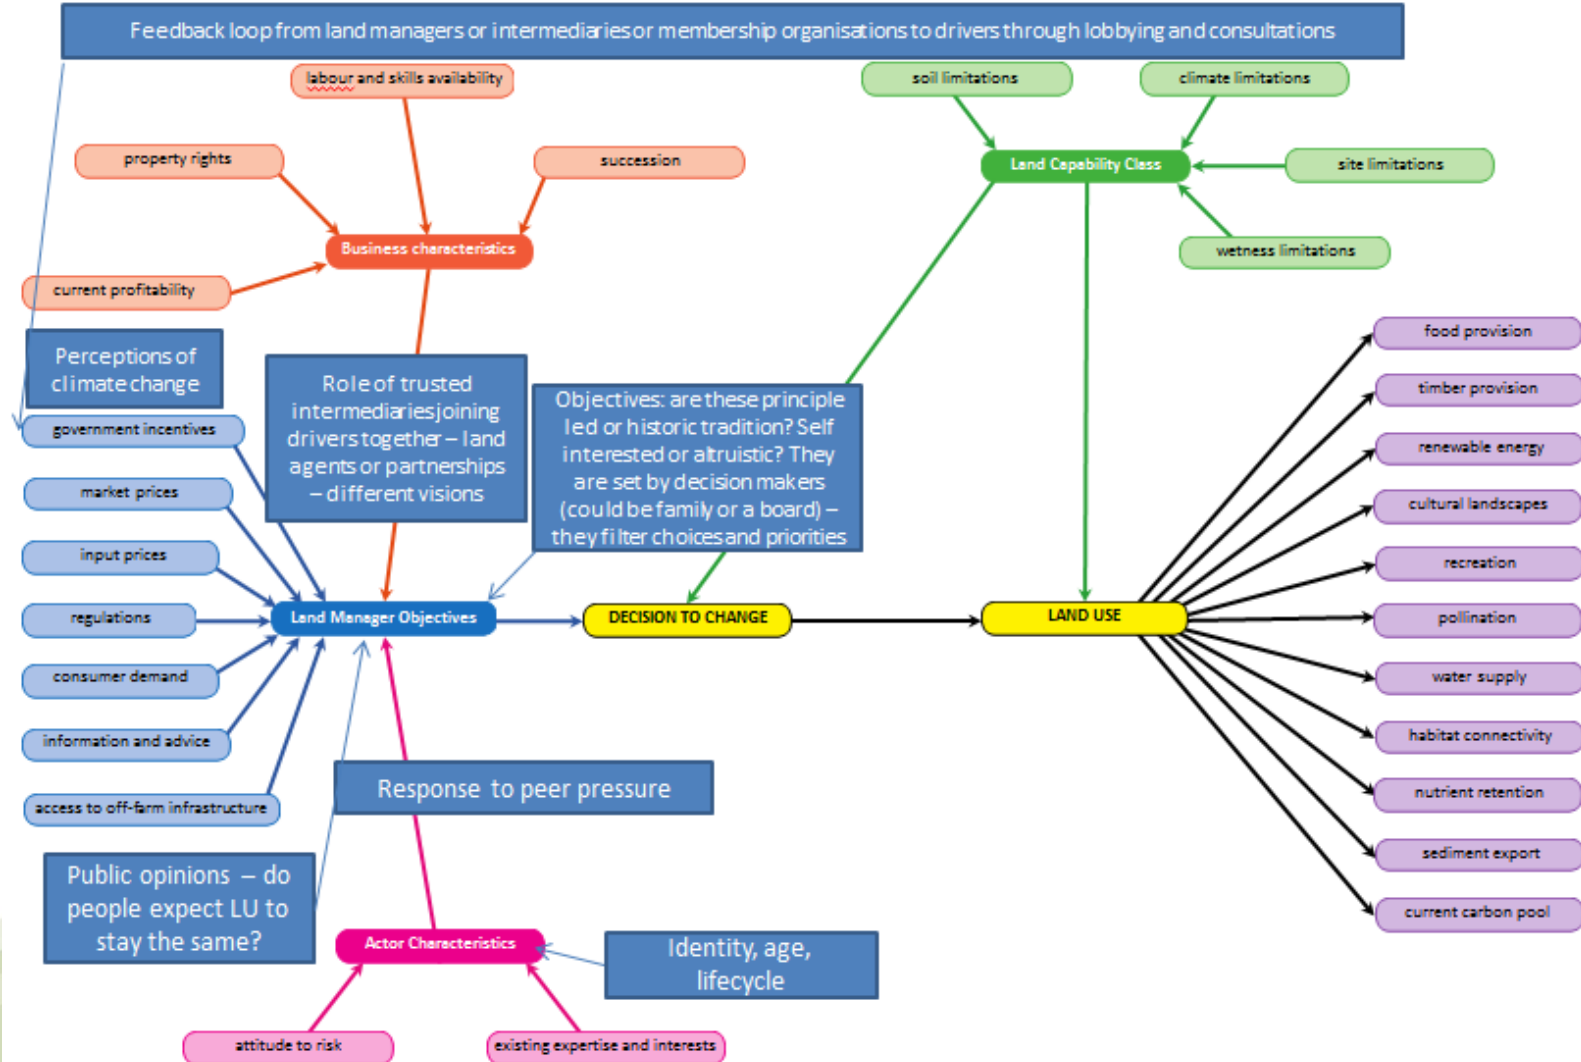 Feedback loop from land managers or intermediaries or membership organisations to drivers through lobbying and consultations
labour and skills availability
soil limitations
climate limitations
property rights
succession
Land Capability Class
site limitations
Business characteristics
wetness limitations
current profitability
Perceptions of
climate change
Role of trusted
intermediaries joining
drivers together – land
agents or partnerships
– different visions
Objectives: are these principle
led or historic tradition? Self
interested or altruistic? They
are set by decision makers
(could be family or a board) –
they filter choices and priorities
government incentives
market prices
input prices
regulations
consumer demand
information and advice
access to off-farm infrastructure
Land Manager Objectives
DECISION TO CHANGE
LAND USE
food provision
timber provision
renewable energy
cultural landscapes
recreation
pollination
water supply
habitat connectivity
nutrient retention
sediment export
current carbon pool
Response to peer pressure
Public opinions – do
people expect LU to
stay the same?
Actor Characteristics
Identity, age,
lifecycle
attitude to risk
existing expertise and interests